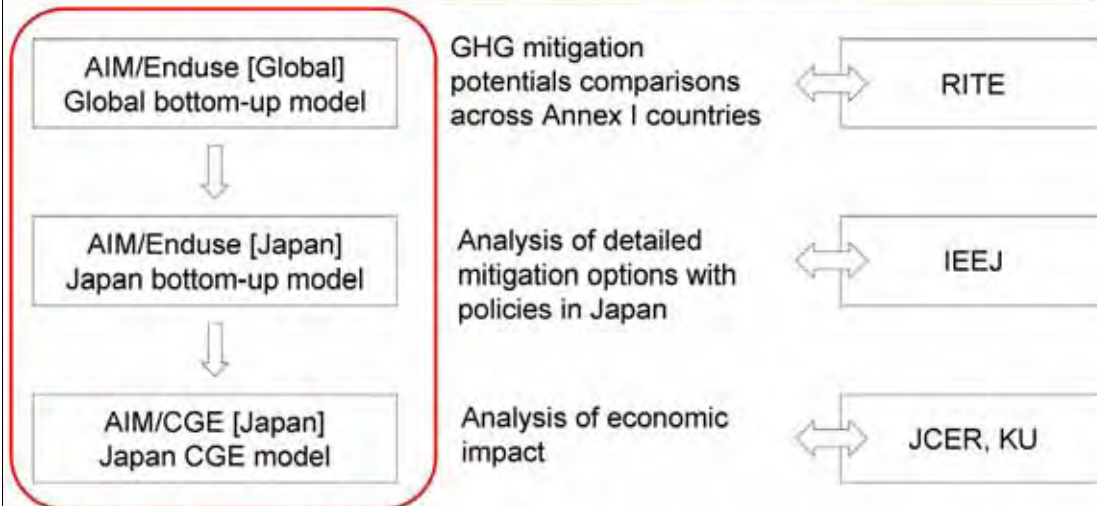 AIM/Enduse [Global]
Global bottom-up model
GHG mitigation
potentials comparisons
across Annex I countries
RITE
AIM/Enduse [Japan]
Japan bottom-up model
Analysis of detailed
mitigation options with
policies in Japan
IEEJ
AIM/CGE [Japan]
Japan CGE model
Analysis of economic
impact
JCER, KU